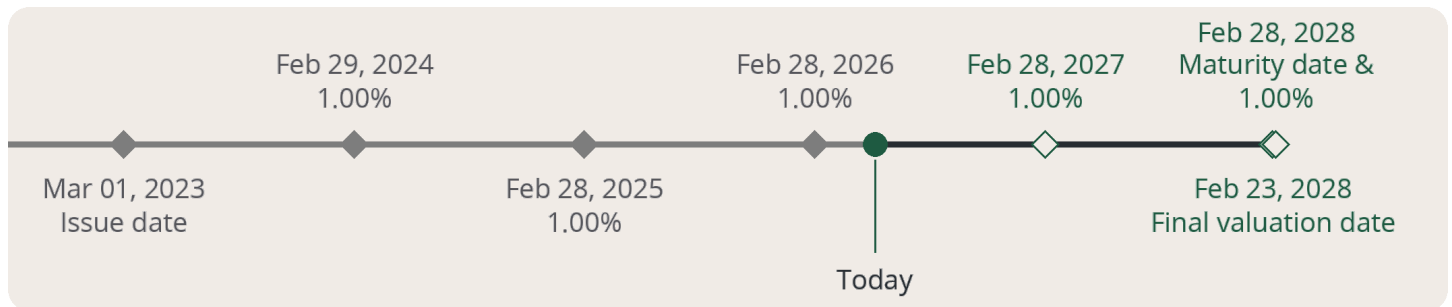 Feb 29, 2024
1.00%
Feb 28, 2026
1.00%
Feb 28, 2027
1.00%
Feb 28, 2028
Maturity date &
1.00%
Mar 01, 2023
Issue date
Feb 28, 2025
1.00%
Feb 23, 2028
Final valuation date
Today